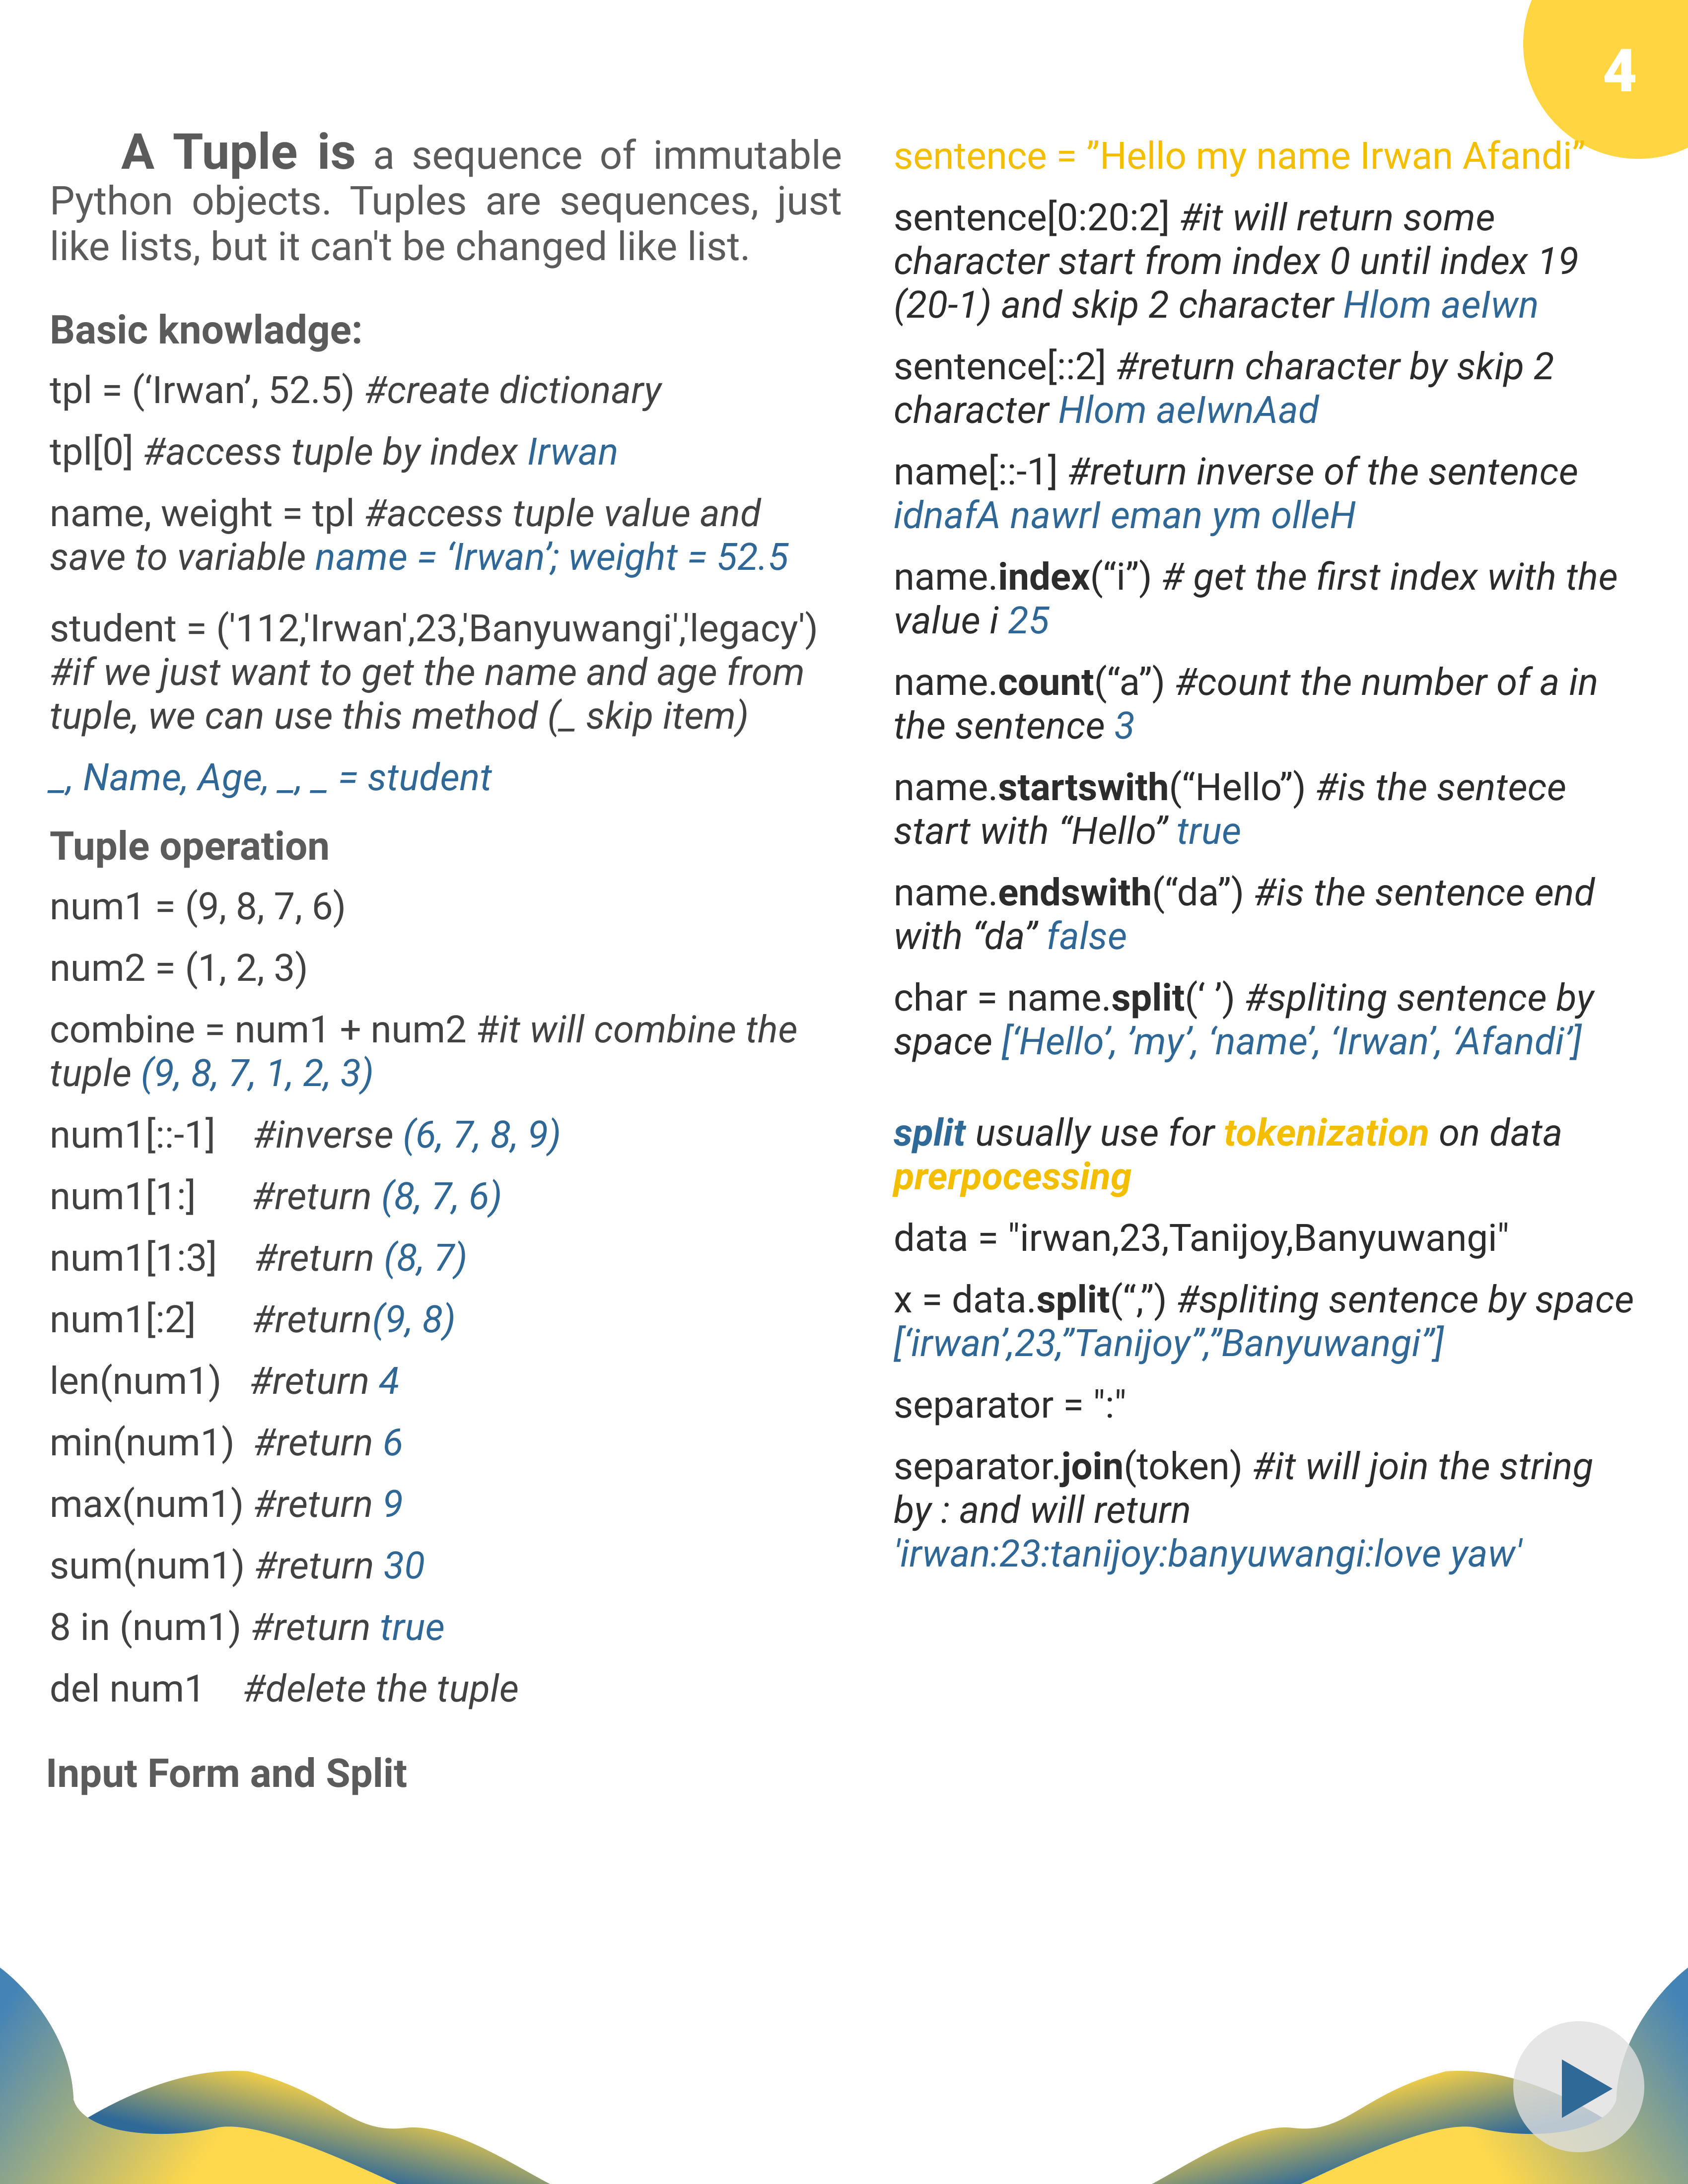 4
A Tuple is a sequence of immutable
Python objects. Tuples are sequences, just
like lists, but it can't be changed like list.
Basic knowladge:
tpl = (‘Irwan’, 52.5) #create dictionary
tpl[0] #access tuple by index Irwan
name, weight = tpl #access tuple value and
save to variable name = ‘Irwan’; weight = 52.5
student = ('112,'Irwan',23,'Banyuwangi','legacy')
#if we just want to get the name and age from
tuple, we can use this method (_ skip item)
_, Name, Age, _, _ = student
Tuple operation
num1 = (9, 8, 7, 6)
num2 = (1, 2, 3)
combine = num1 + num2 #it will combine the
tuple (9, 8, 7, 1, 2, 3)
num1[::-1] #inverse (6, 7, 8, 9)
num1[1:] #return (8, 7, 6)
num1[1:3] #return (8, 7)
num1[:2] #return(9, 8)
len(num1) #return 4
min(num1) #return 6
max(num1) #return 9
sum(num1) #return 30
8 in (num1) #return true
del num1 #delete the tuple
Input Form and Split
sentence = ”Hello my name Irwan Afandi”
sentence[0:20:2] #it will return some
character start from index 0 until index 19
(20-1) and skip 2 character Hlom aeIwn
sentence[::2] #return character by skip 2
character Hlom aeIwnAad
name[::-1] #return inverse of the sentence
idnafA nawrI eman ym olleH
name.index(“i”) # get the first index with the
value i 25
name.count(“a”) #count the number of a in
the sentence 3
name.startswith(“Hello”) #is the sentece
start with “Hello” true
name.endswith(“da”) #is the sentence end
with “da” false
char = name.split(‘ ’) #spliting sentence by
space [‘Hello’, ’my’, ‘name’, ‘Irwan’, ‘Afandi’]
split usually use for tokenization on data
prerpocessing
data = "irwan,23,Tanijoy,Banyuwangi"
x = data.split(“,”) #spliting sentence by space
[‘irwan’,23,”Tanijoy”,”Banyuwangi”]
separator = ":"
separator.join(token) #it will join the string
by : and will return
'irwan:23:tanijoy:banyuwangi:love yaw'